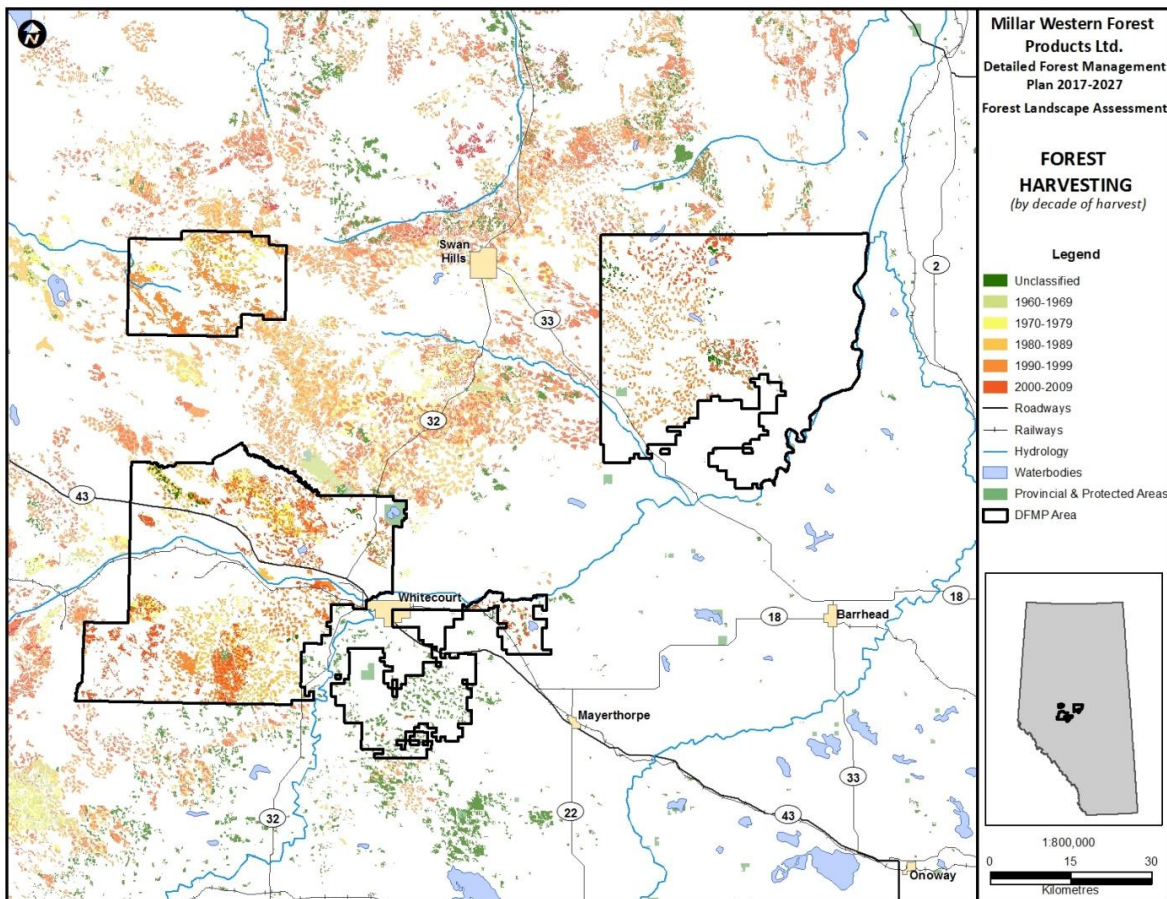 N
Swan
Hills
33
2
32
43
Whitecourt
18
18
Barrhead
Mayerthorpe
33
32
22
43
Onoway
Millar Western Forest
Products Ltd.
Detailed Forest Management
Plan 2017-2027
Forest Landscape Assessment
FOREST
HARVESTING
(by decade of harvest)
Legend
Unclassified
1960-1969
1970-1979
1980-1989
1990-1999
2000-2009
Roadways
Railways
Hydrology
Waterbodies
Provincial & Protected Areas
DFMP Area
1:800,000
0 15 30
Kilometres